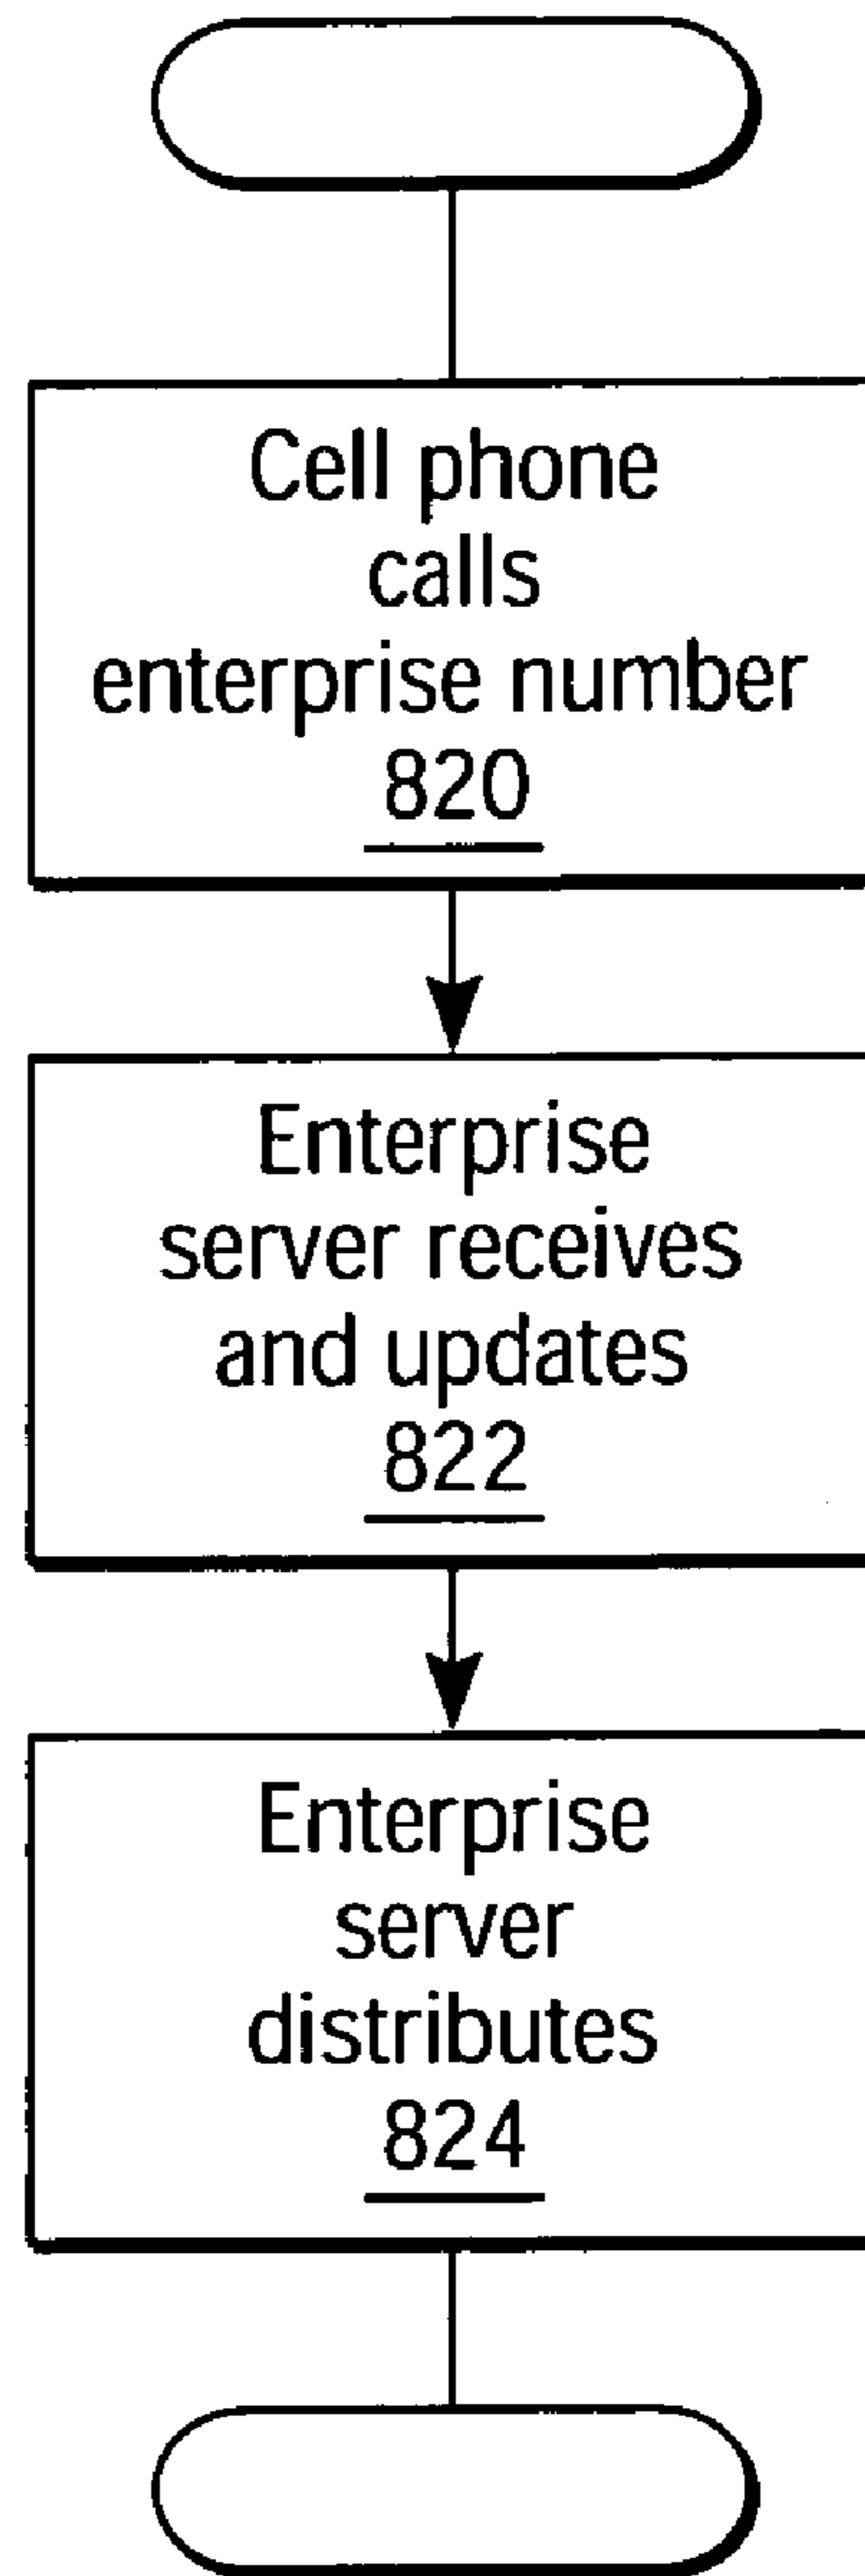 Cell phone
calls
enterprise number
820
Enterprise
server receives
and updates
822
Enterprise
server
distributes
824